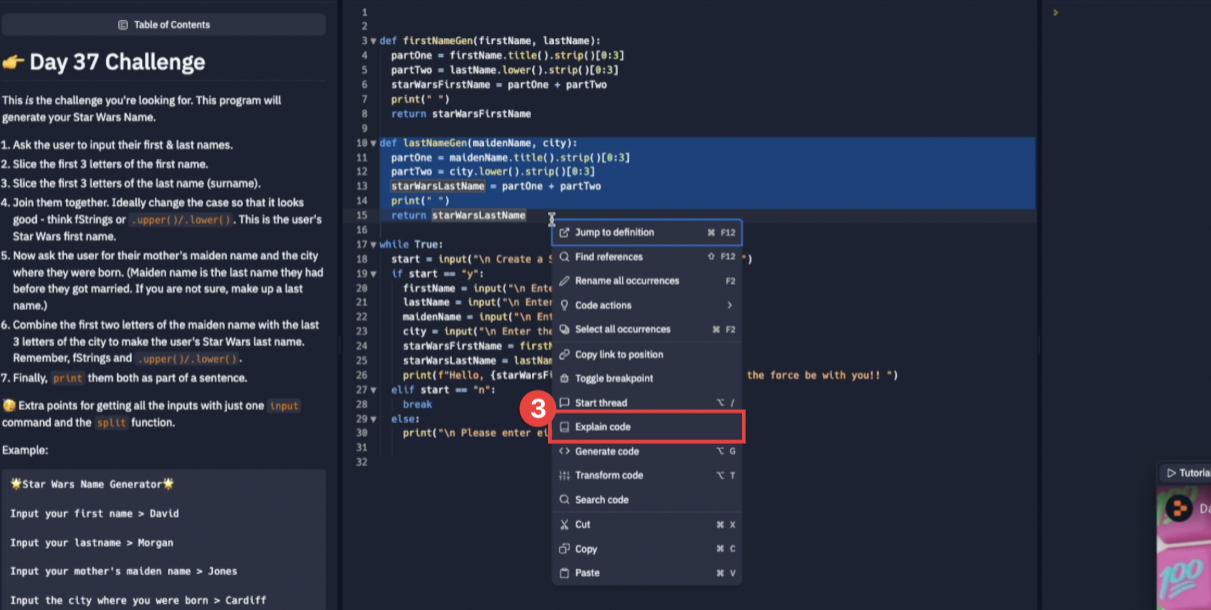 Table of Contents
👉 Day 37 Challenge
This is the challenge you're looking for. This program will
generate your Star Wars Name.
1. Ask the user to input their first & last names.
2. Slice the first 3 letters of the first name.
3. Slice the first 3 letters of the last name (surname).
4. Join them together. Ideally change the case so that it looks
good - think fStrings or .upper()/.lower(). This is the user's
Star Wars first name.
5. Now ask the user for their mother's maiden name and the city
where they were born. (Maiden name is the last name they had
before they got married. If you are not sure, make up a last
name.)
6. Combine the first two letters of the maiden name with the last
3 letters of the city to make the user's Star Wars last name.
Remember, fStrings and .upper()/.lower().
7. Finally, print them both as part of a sentence.
🥳 Extra points for getting all the inputs with just one input
command and the split function.
Example:
🌟Star Wars Name Generator🌟
Input your first name > David
Input your lastname > Morgan
Input your mother's maiden name > Jones
Input the city where you were born > Cardiff
1
2
3 def firstNameGen(firstName, lastName):
4 partOne = firstName.title().strip()[0:3]
5 partTwo = lastName.lower().strip()[0:3]
6 starWarsFirstName = partOne + partTwo
7 print(" ")
8 return starWarsFirstName
9
10 def lastNameGen(maidenName, city):
11 partOne = maidenName.title().strip()[0:3]
12 partTwo = city.lower().strip()[0:3]
13 starWarsLastName = partOne + partTwo
14 print(" ")
15 return starWarsLastName
16
17 while True:
18 start = input("\n Create a S ")
19 if start == "y":
20 firstName = input("\n Ente
21 lastName = input("\n Enter
22 maidenName = input("\n Ent
23 city = input("\n Enter the
24 starWarsFirstName = firstN
25 starWarsLastName = lastNam
26 print(f"Hello, {starWarsFi the force be with you!! ")
27 elif start == "n":
28 break
29 else:
30 print("\n Please enter ei
31
32
Jump to definition ⌘ F12
Find references ⇧ F12
Rename all occurrences F2
Code actions >
Select all occurrences ⌘ F2
Copy link to position
Toggle breakpoint
Start thread ⌥ /
3
Explain code
Generate code ⌥ G
Transform code ⌥ T
Search code
Cut ⌘ X
Copy ⌘ C
Paste ⌘ V
>
Tutoria
Da
100